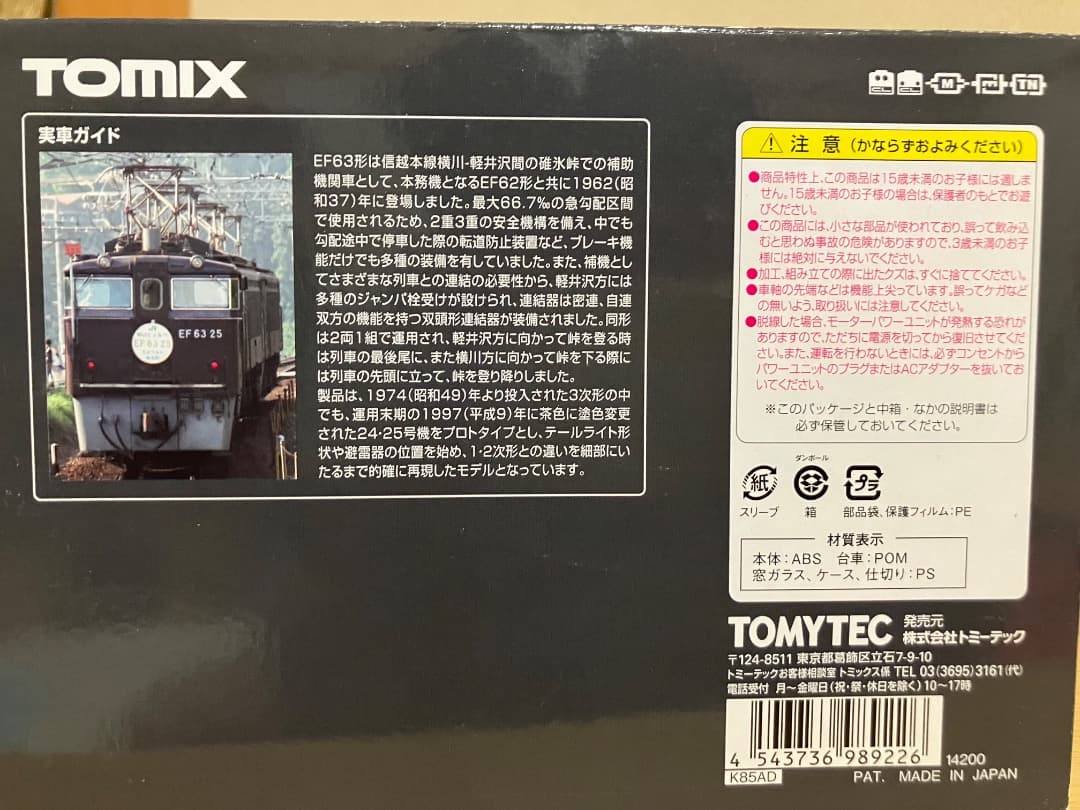 TOMIX
M
TN
実車ガイド
EF63 25
EF63形は信越本線横川-軽井沢間の碓氷峠での補助
機関車として、本務機となるEF62形と共に1962(昭
和37)年に登場しました。最大66.7‰の急勾配区間
で使用されるため、2重3重の安全機構を備え、中でも
勾配途中で停車した際の転動防止装置など、ブレーキ機
能だけでも多種の装備を有していました。また、補機とし
てさまざまな列車との連結の必要性から、軽井沢方には
多種のジャンパ栓受けが設けられ、連結器は密連、自連
双方の機能を持つ双頭形連結器が装備されました。同形
は2両1組で運用され、軽井沢方に向かって峠を登る時
は列車の最後尾に、また横川方に向かって峠を下る際に
は列車の先頭に立って、峠を登り降りしました。
製品は、1974(昭和49)年より投入された3次形の中
でも、運用末期の1997(平成9)年に茶色に塗色変更
された24・25号機をプロトタイプとし、テールライト形
状や避雷器の位置を始め、1・2次形との違いを細部にい
たるまで的確に再現したモデルとなっています。
注 意 (かならずおよみください)
●商品特性上、この商品は15歳未満のお子様には適しま
せん。15歳未満のお子様の場合は、保護者のもとでお遊
びください。
●この商品には、小さな部品が使われており、誤って飲み込
むと思わぬ事故の危険がありますので、3歳未満のお子
様には絶対に与えないでください。
●加工、組み立ての際に出たクズは、すぐに捨ててください。
●車軸の先端などは機能上尖っています。誤ってケガなど
の無いよう、取り扱いには注意してください。
●脱線した場合、モーターパワーユニットが発熱する恐れが
ありますので、ただちに電源を切ってから復旧させてくだ
さい。また、運転を行わないときには、必ずコンセントから
パワーユニットのプラグまたはACアダプターを抜いてお
いてください。
※このパッケージと中箱・なかの説明書は
必ず保管しておいてください。
紙
スリーブ
ダンボール
箱
プラ
部品袋、保護フィルム:PE
材質表示
本体:ABS 台車:POM
窓ガラス、ケース、仕切り:PS
TOMYTEC 発売元
株式会社トミーテック
〒124-8511 東京都葛飾区立石7-9-10
トミーテックお客様相談室 トミックス係 TEL 03(3695)3161(代)
電話受付 月〜金曜日(祝・祭・休日を除く)10〜17時
4 543736 989226
14200
K85AD
PAT. MADE IN JAPAN